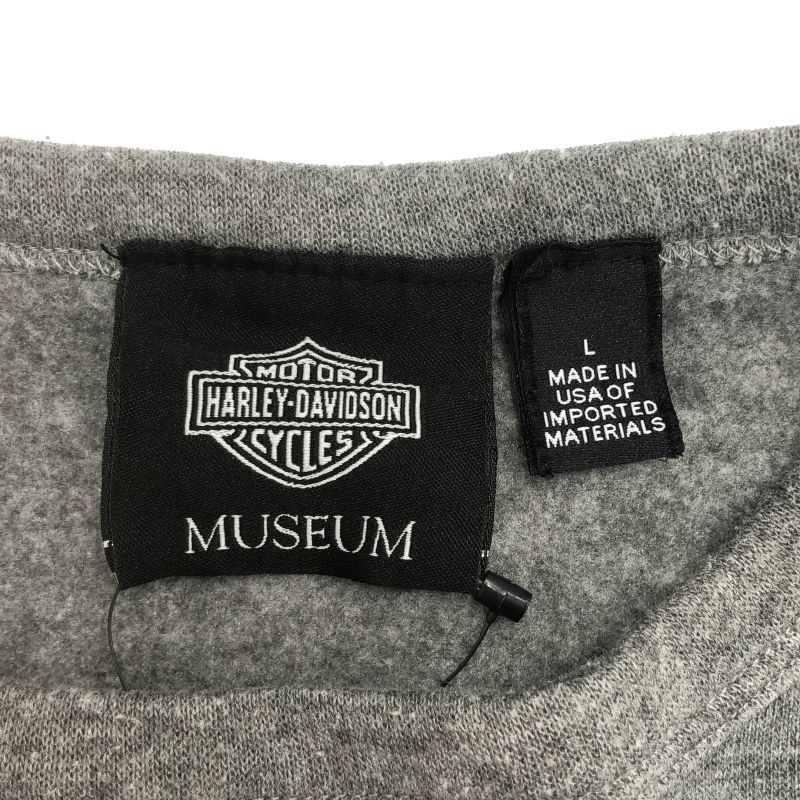 MOTOR
HARLEY-DAVIDSON
CYCLES
MUSEUM
L
MADE IN
USA OF
IMPORTED
MATERIALS